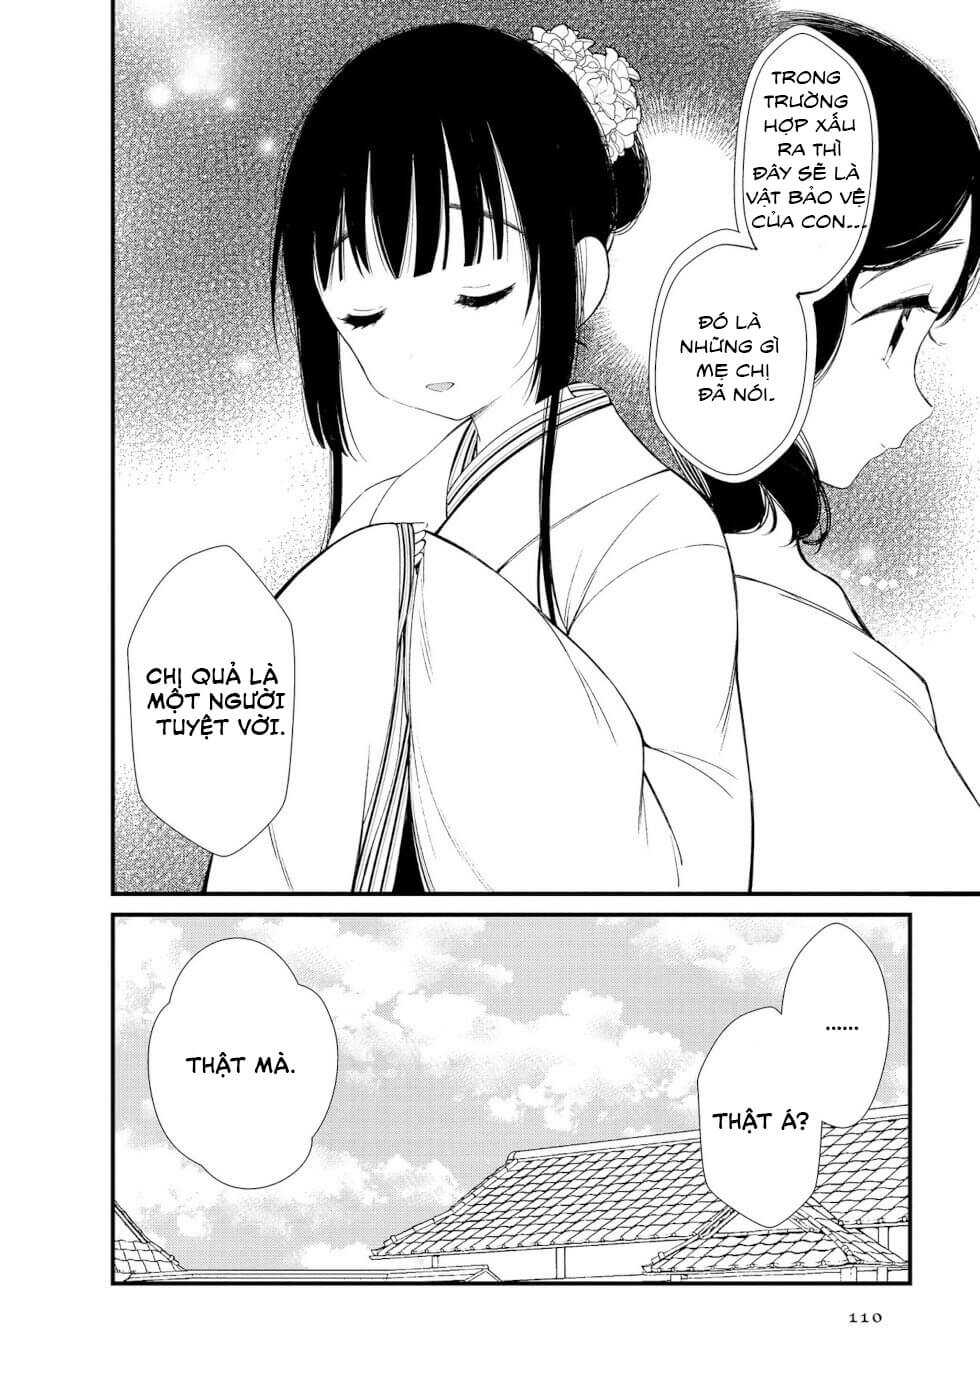 TRONG
TRƯỜNG
HỢP XẤU
RA THÌ
ĐÂY SẼ LÀ
VẬT BẢO VỆ
CỦA CON...
ĐÓ LÀ
NHỮNG GÌ
MẸ CHỊ
ĐÃ NÓI.
CHỊ QUẢ LÀ
MỘT NGƯỜI
TUYỆT VỜI.
......
THẬT Á?
THẬT MÀ.
110